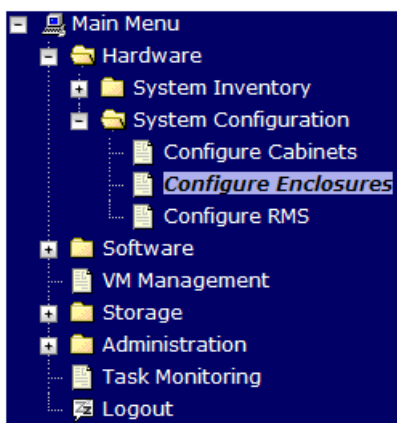 Main Menu
Hardware
System Inventory
System Configuration
Configure Cabinets
Configure Enclosures
Configure RMS
Software
VM Management
Storage
Administration
Task Monitoring
Logout